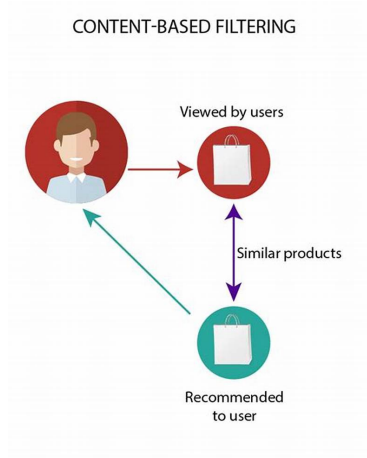 CONTENT-BASED FILTERING
Viewed by users
Similar products
Recommended
to user